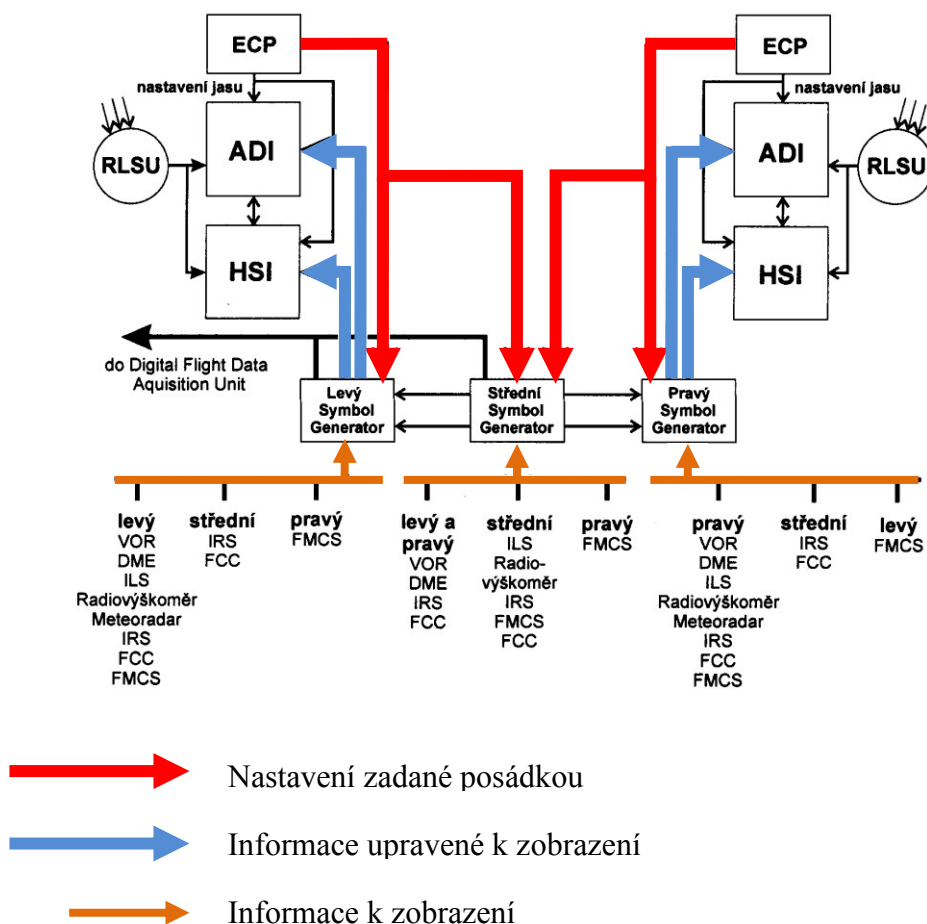 ECP
ECP
nastavení jasu
nastavení jasu
RLSU
ADI
ADI
RLSU
HSI
HSI
do Digital Flight Data
Aquisition Unit
Levý
Symbol
Generator
Střední
Symbol
Generator
Pravý
Symbol
Generator
levý
VOR
DME
ILS
Radiovýškoměr
Meteoradar
IRS
FCC
FMCS
střední
IRS
FCC
pravý
FMCS
levý a
pravý
VOR
DME
IRS
FCC
střední
ILS
Radio-
výškoměr
IRS
FMCS
FCC
pravý
FMCS
pravý
VOR
DME
ILS
Radiovýškoměr
Meteoradar
IRS
FCC
FMCS
střední
IRS
FCC
levý
FMCS
Nastavení zadané posádkou
Informace upravené k zobrazení
Informace k zobrazení